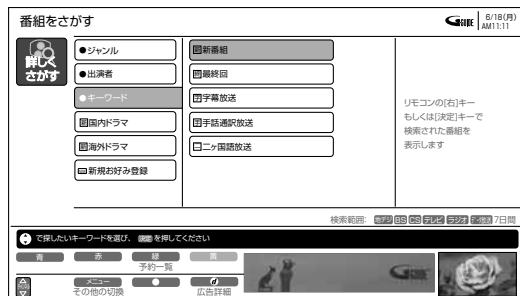 番組をさがす
GGUIDE
6/18(月)
AM11:11
詳しく
さがす
●ジャンル
●出演者
●キーワード
国内ドラマ
海外ドラマ
新規お好み登録
新番組
最終回
字幕放送
手話通訳放送
二ヶ国語放送
リモコンの[右]キー
もしくは[決定]キーで
検索された番組を
表示します
検索範囲: 地デジ BS CS テレビ ラジオ 7日間
で探したいキーワードを選び、 決定 を押してください
青 赤 緑 黄
予約一覧
メニュー d
その他の切換 広告詳細
GGUIDE